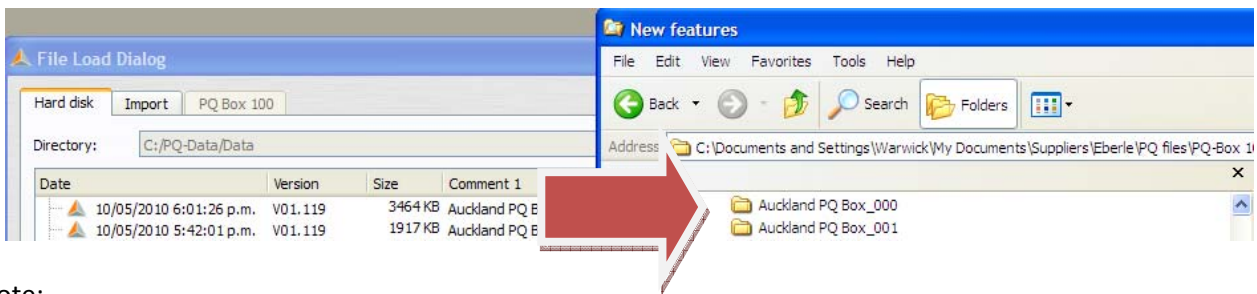 File Load Dialog
Hard disk Import PQ Box 100
Directory: C:/PQ-Data/Data
Date Version Size Comment 1
10/05/2010 6:01:26 p.m. V01.119 3464 KB Auckland PQ B
10/05/2010 5:42:01 p.m. V01.119 1917 KB Auckland PQ B
New features
File Edit View Favorites Tools Help
Back Search Folders
Address C:\Documents and Settings\Warwick\My Documents\Suppliers\Eberle\PQ files\PQ-Box 1
Auckland PQ Box_000
Auckland PQ Box_001